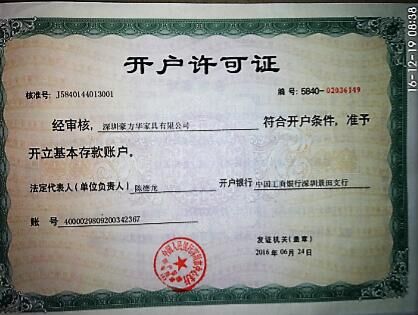 开户许可证
核准号: J5840144013001
编 号: 5840-02036149
经审核, 深圳豪方华家具有限公司 符合开户条件, 准予
开立基本存款账户。
法定代表人 (单位负责人) 陈德龙 开户银行 中国工商银行深圳景田支行
账 号 4000029809200342367
发证机关 (盖章)
2016 年 06 月 24 日
16-12-19 08:38